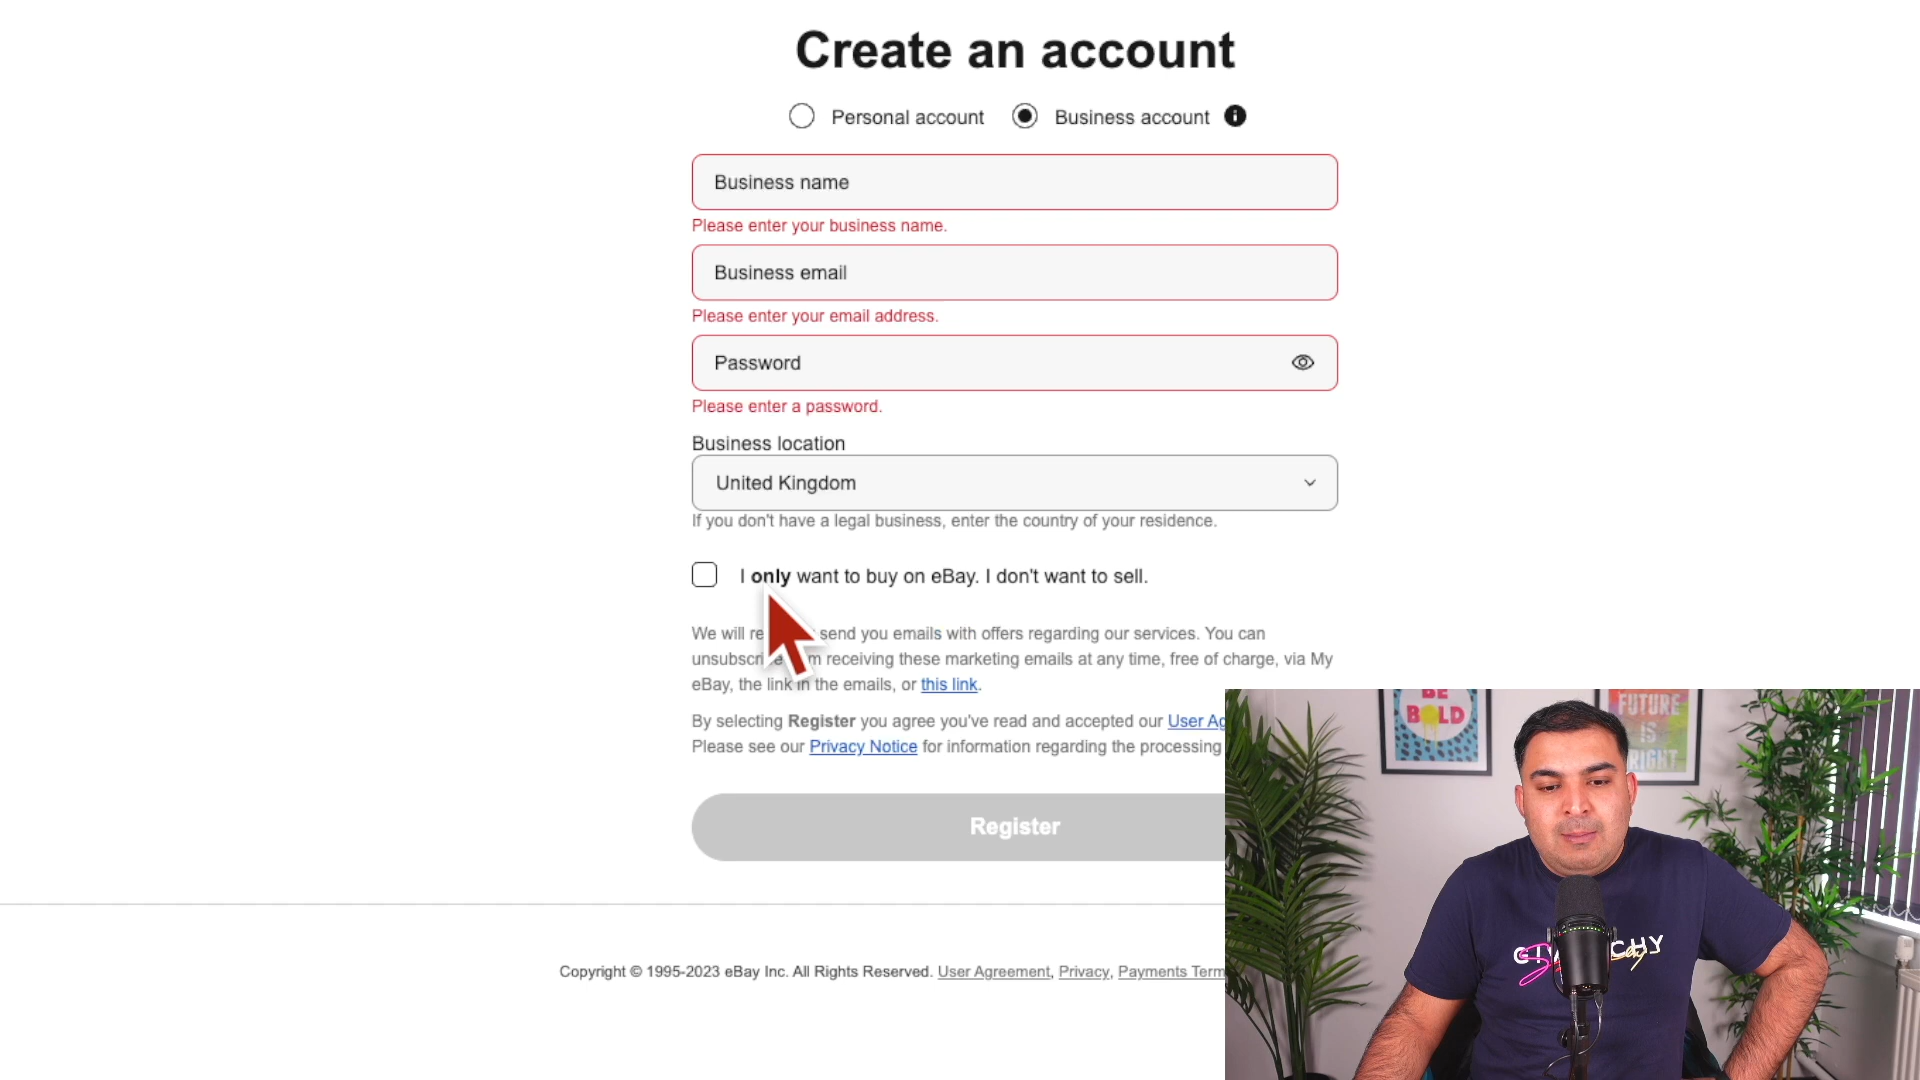 Create an account
Personal account Business account
Business name
Please enter your business name.
Business email
Please enter your email address.
Password
Please enter a password.
Business location
United Kingdom
If you don't have a legal business, enter the country of your residence.
I only want to buy on eBay. I don't want to sell.
We will re send you emails with offers regarding our services. You can
unsubscribe receiving these marketing emails at any time, free of charge, via My
eBay, the link in the emails, or this link.
By selecting Register you agree you've read and accepted our User Ag
Please see our Privacy Notice for information regarding the processing
Register
Copyright © 1995-2023 eBay Inc. All Rights Reserved. User Agreement, Privacy, Payments Term
BE
BOLD
FUTURE
IS
BRIGHT